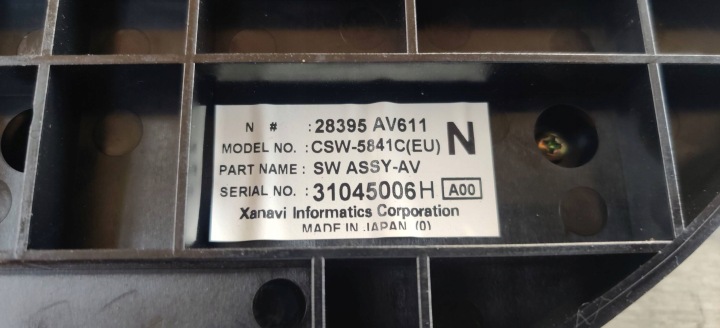 N # : 28395 AV611
MODEL NO. : CSW-5841C(EU) N
PART NAME : SW ASSY-AV
SERIAL NO. : 31045006H A00
Xanavi Informatics Corporation
MADE IN JAPAN (0)